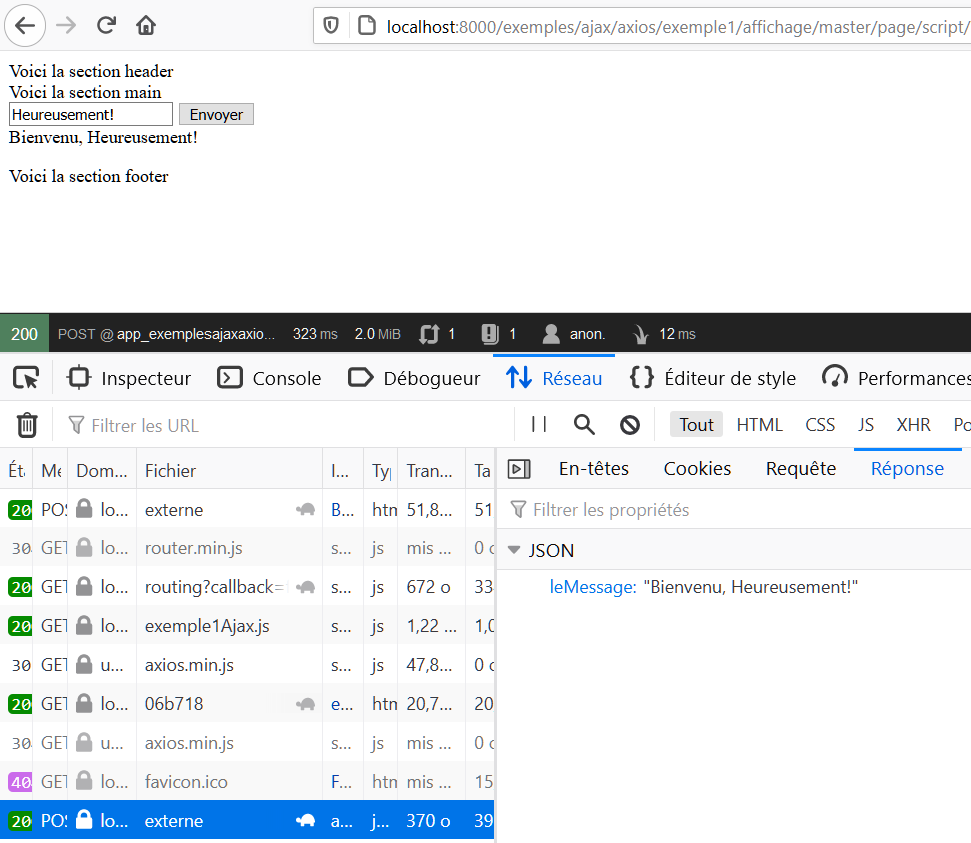 localhost:8000/exemples/ajax/axios/exemple1/affichage/master/page/script/
Voici la section header
Voici la section main
Heureusement! Envoyer
Bienvenu, Heureusement!
Voici la section footer
200 POST @ app_exemplesajaxaxio... 323 ms 2.0 MiB 1 1 anon. 12 ms
Inspecteur Console Débogueur Réseau Éditeur de style Performances
Filtrer les URL Tout HTML CSS JS XHR Po
Ét Mé Dom... Fichier I... Typ Tran... Ta En-têtes Cookies Requête Réponse
20 POS lo... externe B... htm 51,8... 51 Filtrer les propriétés
30 GET lo... router.min.js s... js mis ... 0 o JSON
20 GET lo... routing?callback= s... js 672 o 33 leMessage: "Bienvenu, Heureusement!"
20 GET lo... exemple1Ajax.js s... js 1,22 ... 1,0
30 GET u... axios.min.js s... js 47,8... 0 o
20 GET lo... 06b718 e... htm 20,7... 20
30 GET u... axios.min.js s... js mis ... 0 o
40 GET lo... favicon.ico F... htm mis ... 15
20 POS lo... externe a... j... 370 o 39